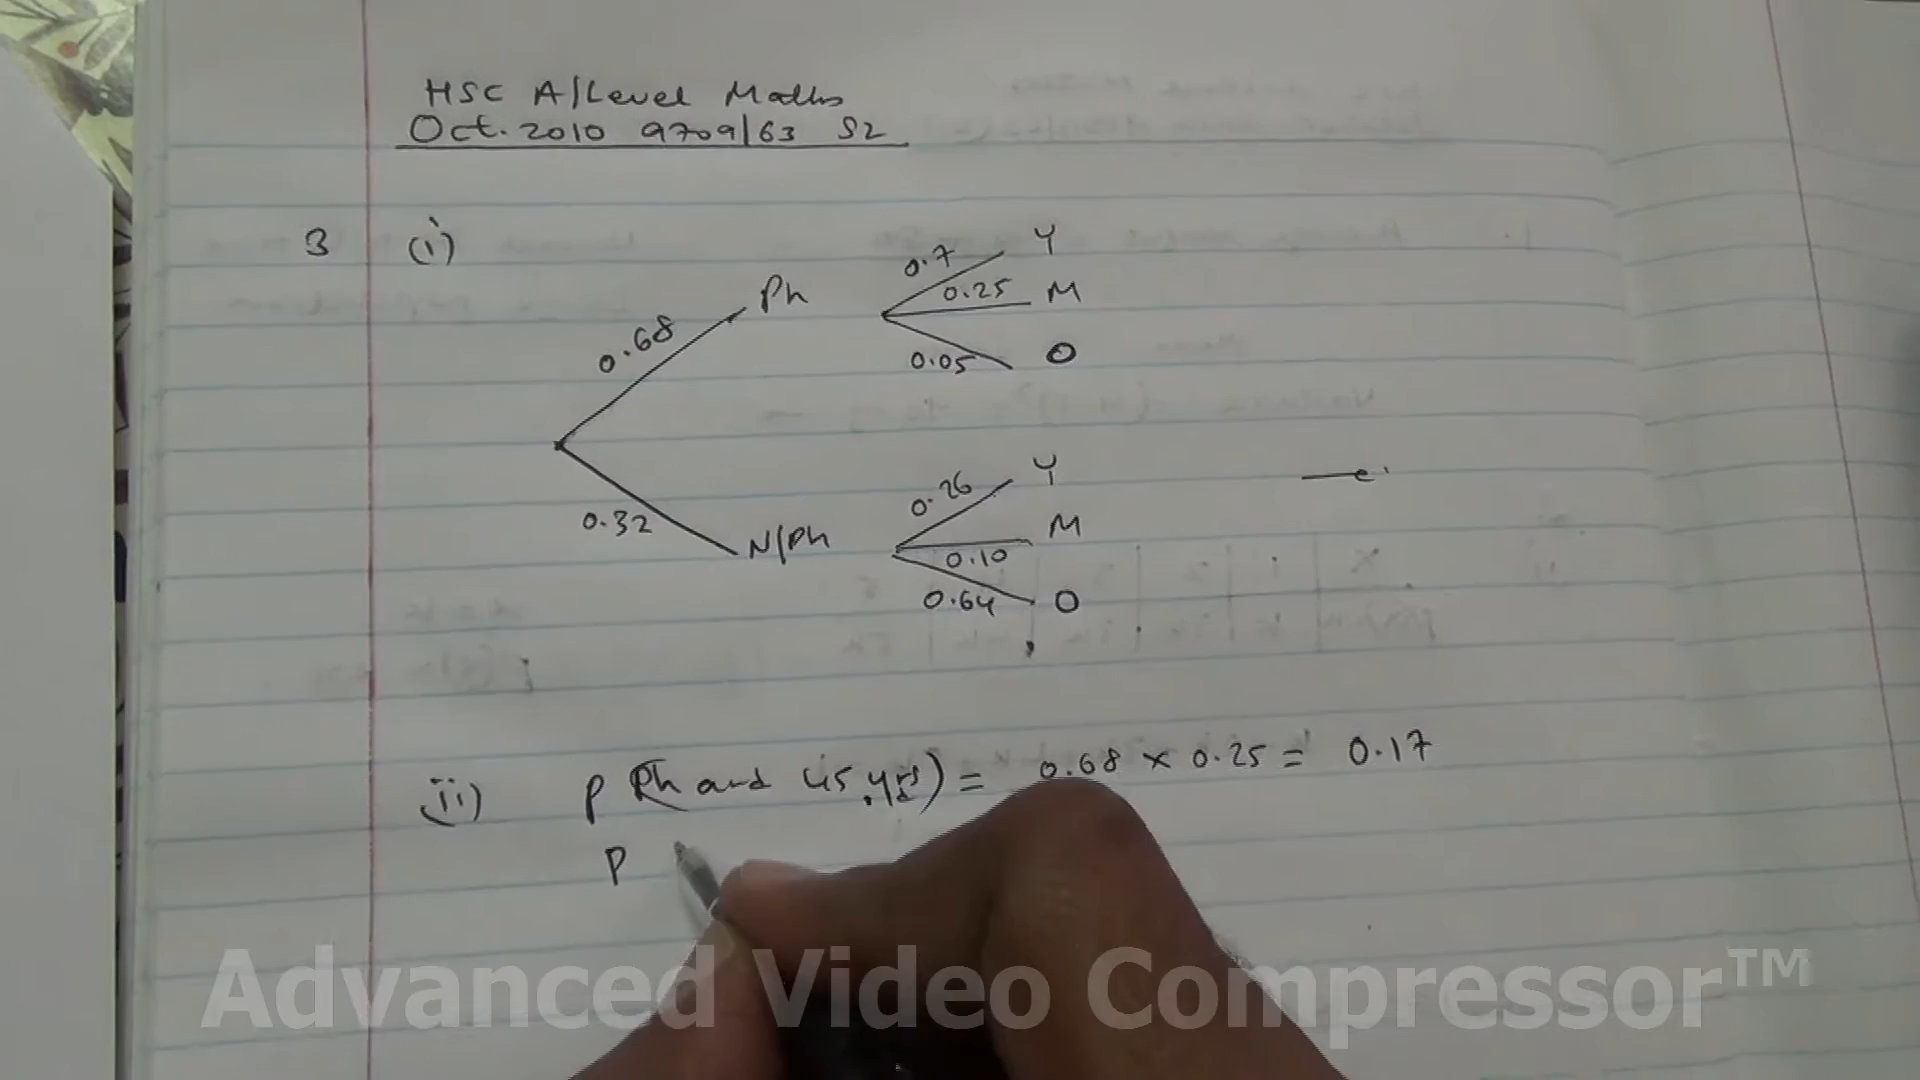 HSC A/Level Maths
Oct. 2010 9709/63 S2
3 (i)
0.68 Ph
0.7 Y
0.25 M
0.05 O
0.32 N/Ph
0.26 Y
0.10 M
0.64 O
(ii) P (Ph and 45 yrs) = 0.68 × 0.25 = 0.17
P
Advanced Video Compressor™